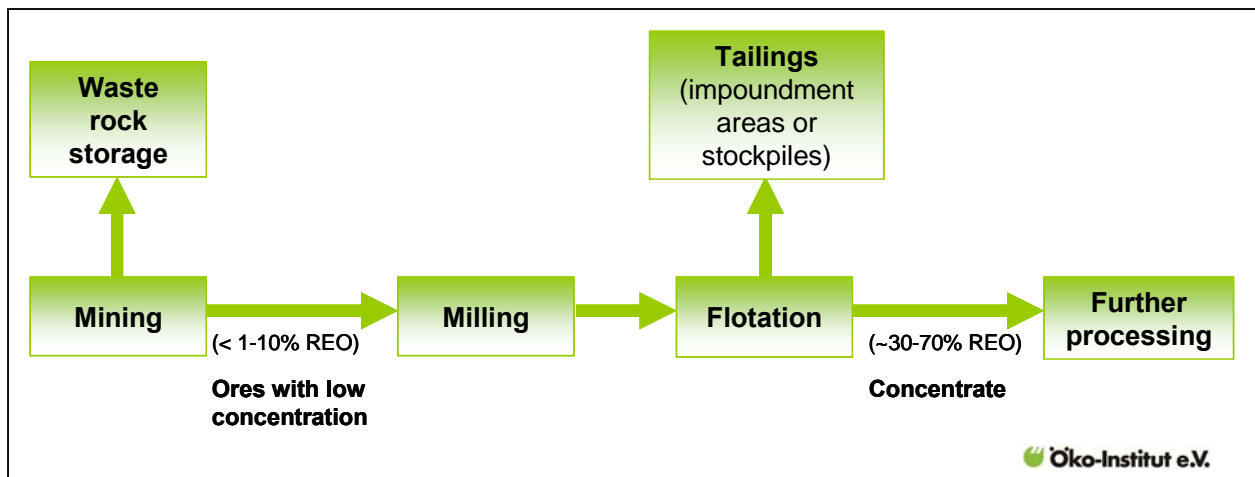 Waste
rock
storage
Tailings
(impoundment
areas or
stockpiles)
Mining
(< 1-10% REO)
Ores with low
concentration
Milling
Flotation
(~30-70% REO)
Concentrate
Further
processing
Öko-Institut e.V.